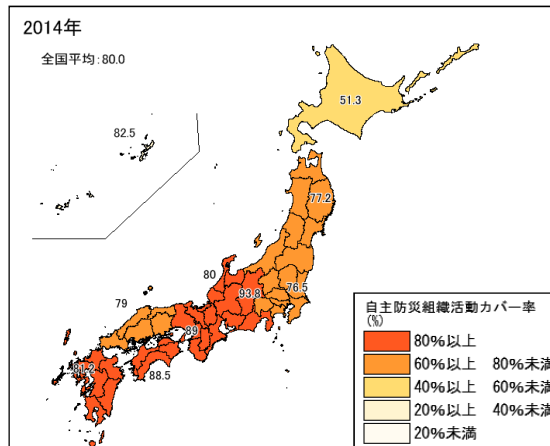 2014年
全国平均:80.0
51.3
82.5
77.2
80
93.8
76.5
79
89
81.2
88.5
自主防災組織活動カバー率
(%)
80%以上
60%以上 80%未満
40%以上 60%未満
20%以上 40%未満
20%未満